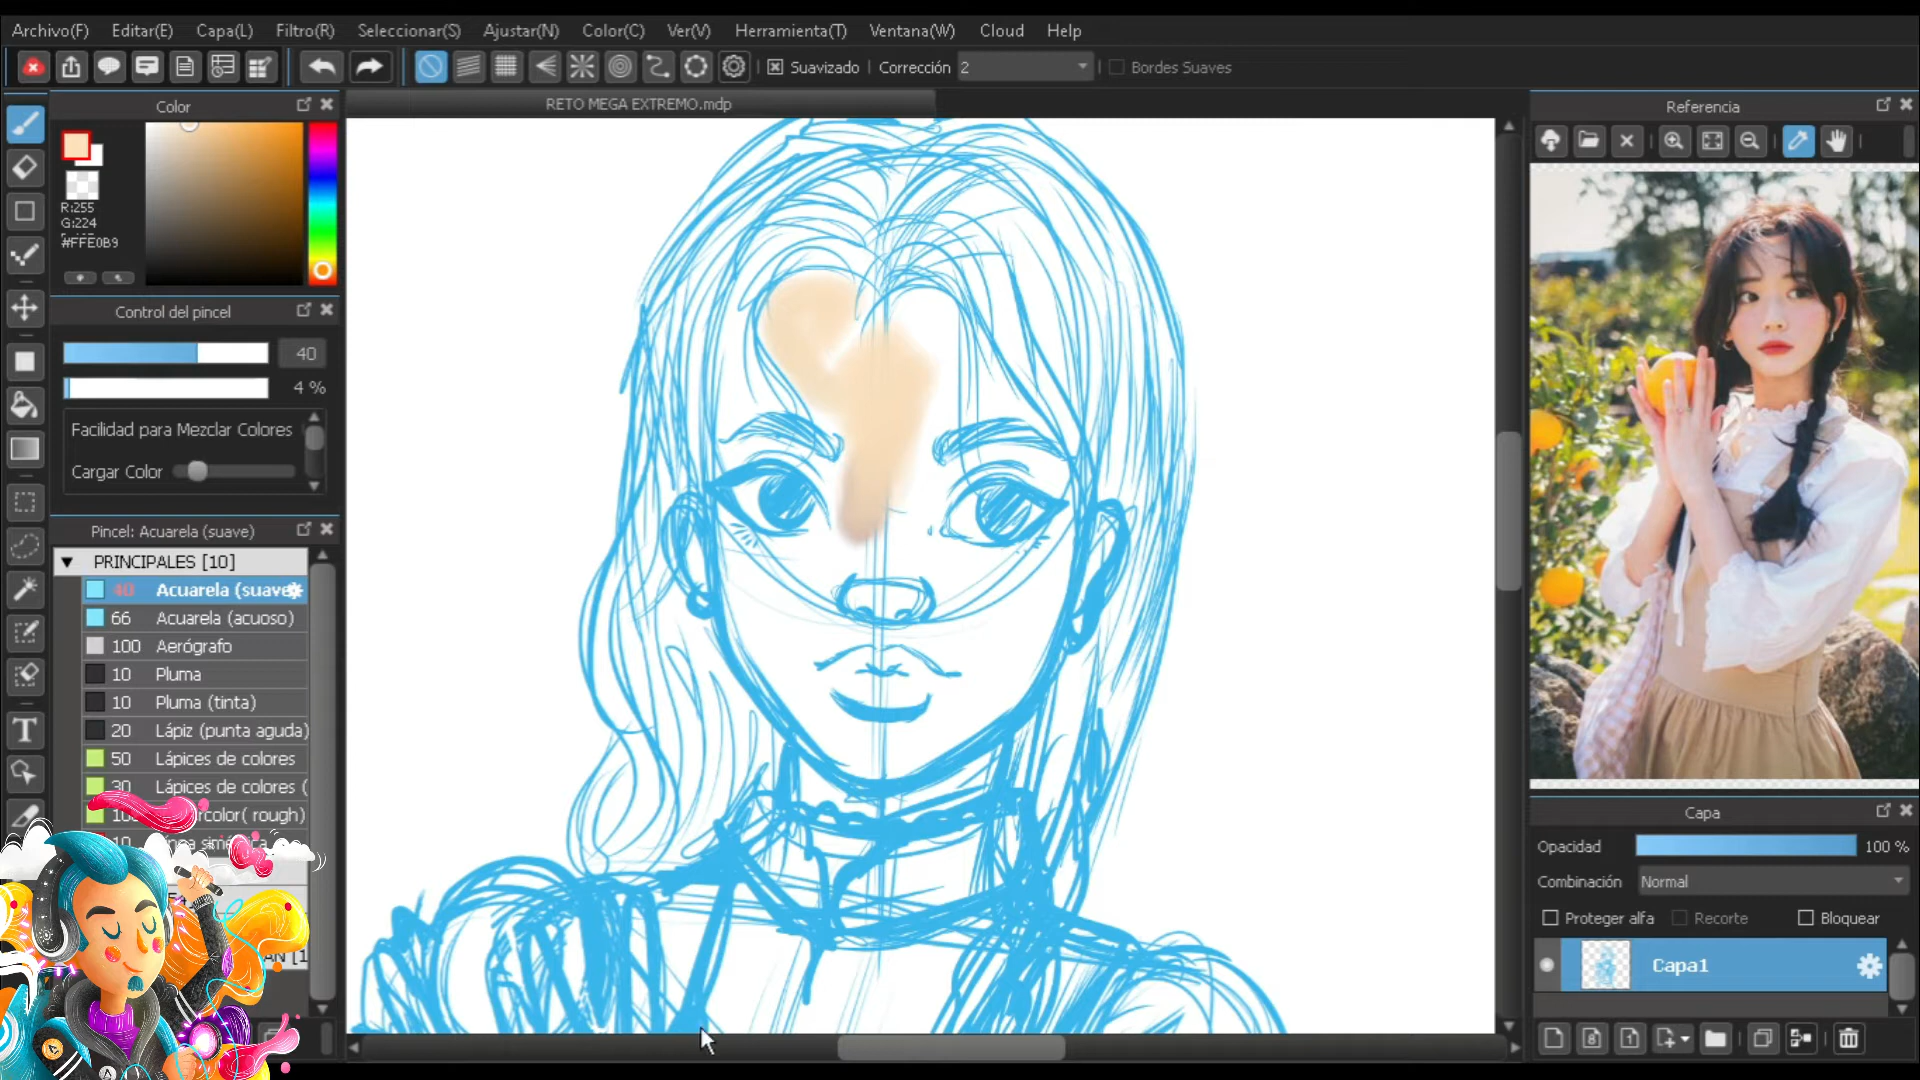 Archivo(F) Editar(E) Capa(L) Filtro(R) Seleccionar(S) Ajustar(N) Color(C) Ver(V) Herramienta(T) Ventana(W) Cloud Help
Suavizado Corrección 2 Bordes Suaves
Color
RETO MEGA EXTREMO.mdp
R:255
G:224
#FFE0B9
Control del pincel
40
4 %
Facilidad para Mezclar Colores
Cargar Color
Pincel: Acuarela (suave)
PRINCIPALES [10]
40 Acuarela (suave
66 Acuarela (acuoso)
100 Aerógrafo
10 Pluma
10 Pluma (tinta)
20 Lápiz (punta aguda)
50 Lápices de colores
30 Lápices de colores (
rcolor( rough)
10
Referencia
Capa
Opacidad 100 %
Combinación Normal
Proteger alfa Recorte Bloquear
Capa1